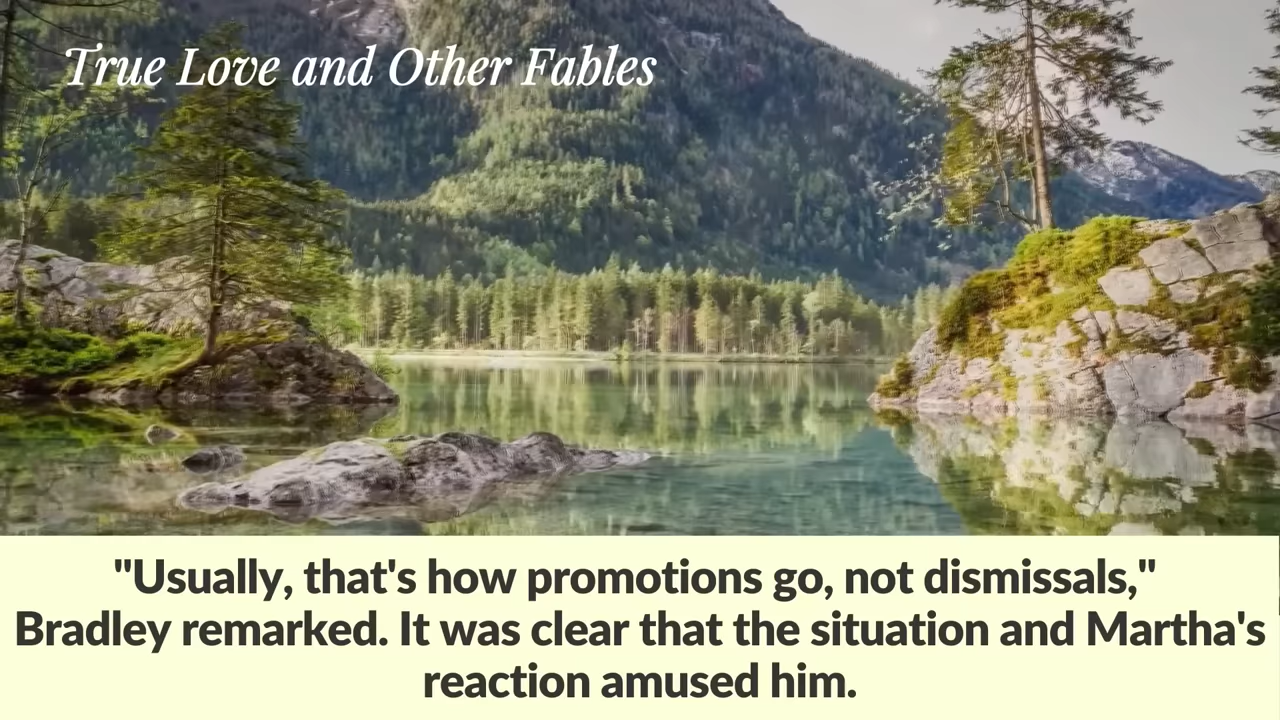 True Love and Other Fables
"Usually, that's how promotions go, not dismissals,"
Bradley remarked. It was clear that the situation and Martha's
reaction amused him.